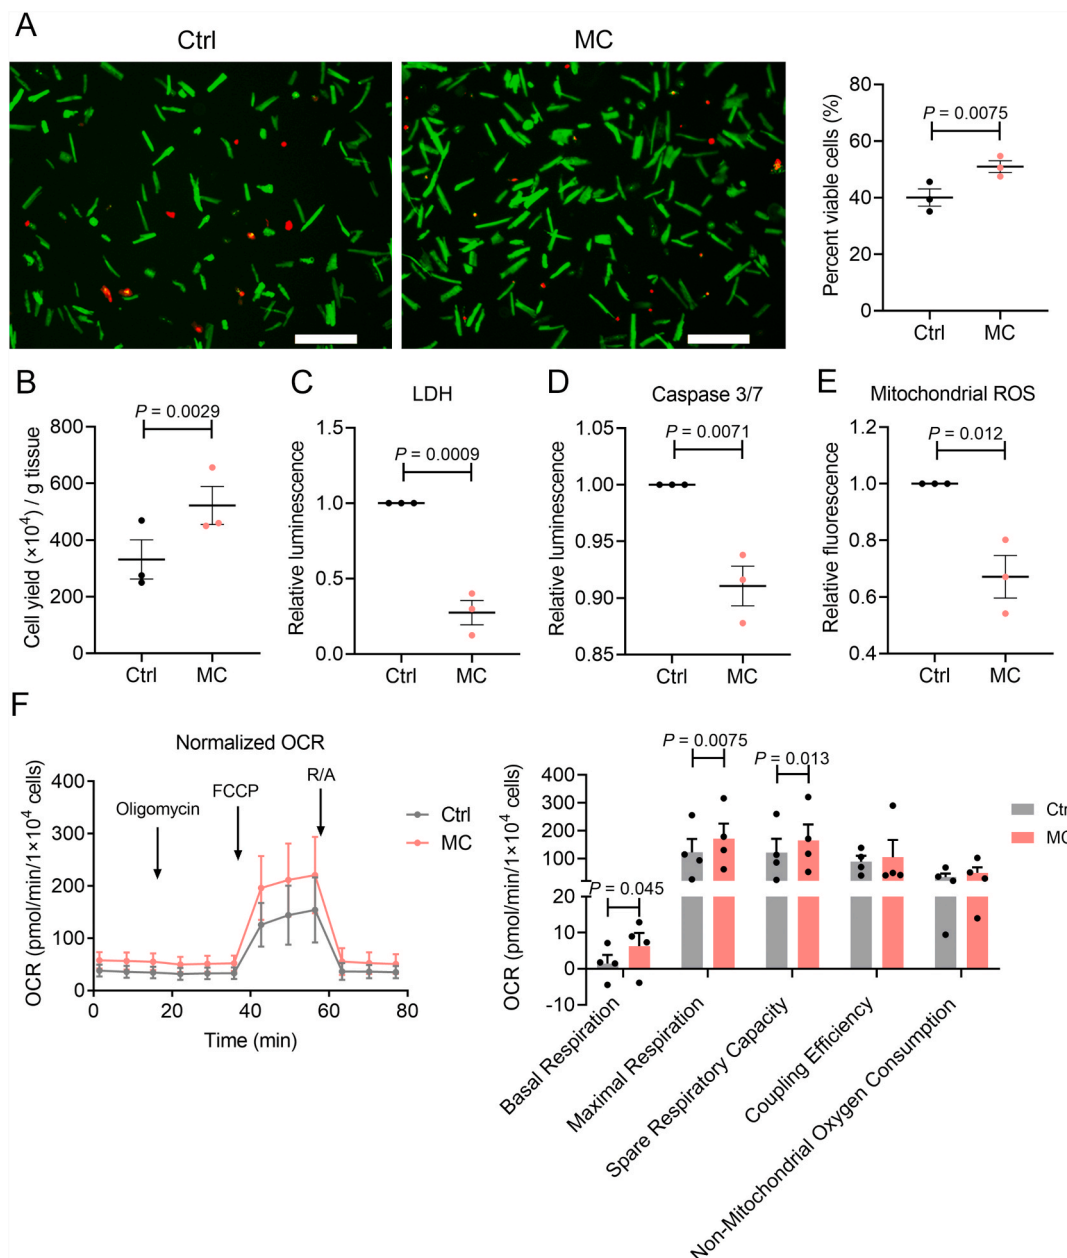 A
Ctrl
MC
Percent viable cells (%)
80
60
40
20
0
P = 0.0075
Ctrl
MC
B
Cell yield (×10⁴) / g tissue
800
600
400
200
0
P = 0.0029
Ctrl
MC
C
LDH
Relative luminescence
1.5
1.0
0.5
0.0
P = 0.0009
Ctrl
MC
D
Caspase 3/7
Relative luminescence
1.05
1.00
0.95
0.90
0.85
P = 0.0071
Ctrl
MC
E
Mitochondrial ROS
Relative fluorescence
1.2
1.0
0.8
0.6
0.4
P = 0.012
Ctrl
MC
F
Normalized OCR
OCR (pmol/min/1×10⁴ cells)
400
300
200
100
0
Oligomycin
FCCP
R/A
Ctrl
MC
0
20
40
60
80
Time (min)
OCR (pmol/min/1×10⁴ cells)
400
300
200
100
20
10
0
-10
P = 0.045
P = 0.0075
P = 0.013
Ctr
MC
Basal Respiration
Maximal Respiration
Spare Respiratory Capacity
Coupling Efficiency
Non-Mitochondrial Oxygen Consumption